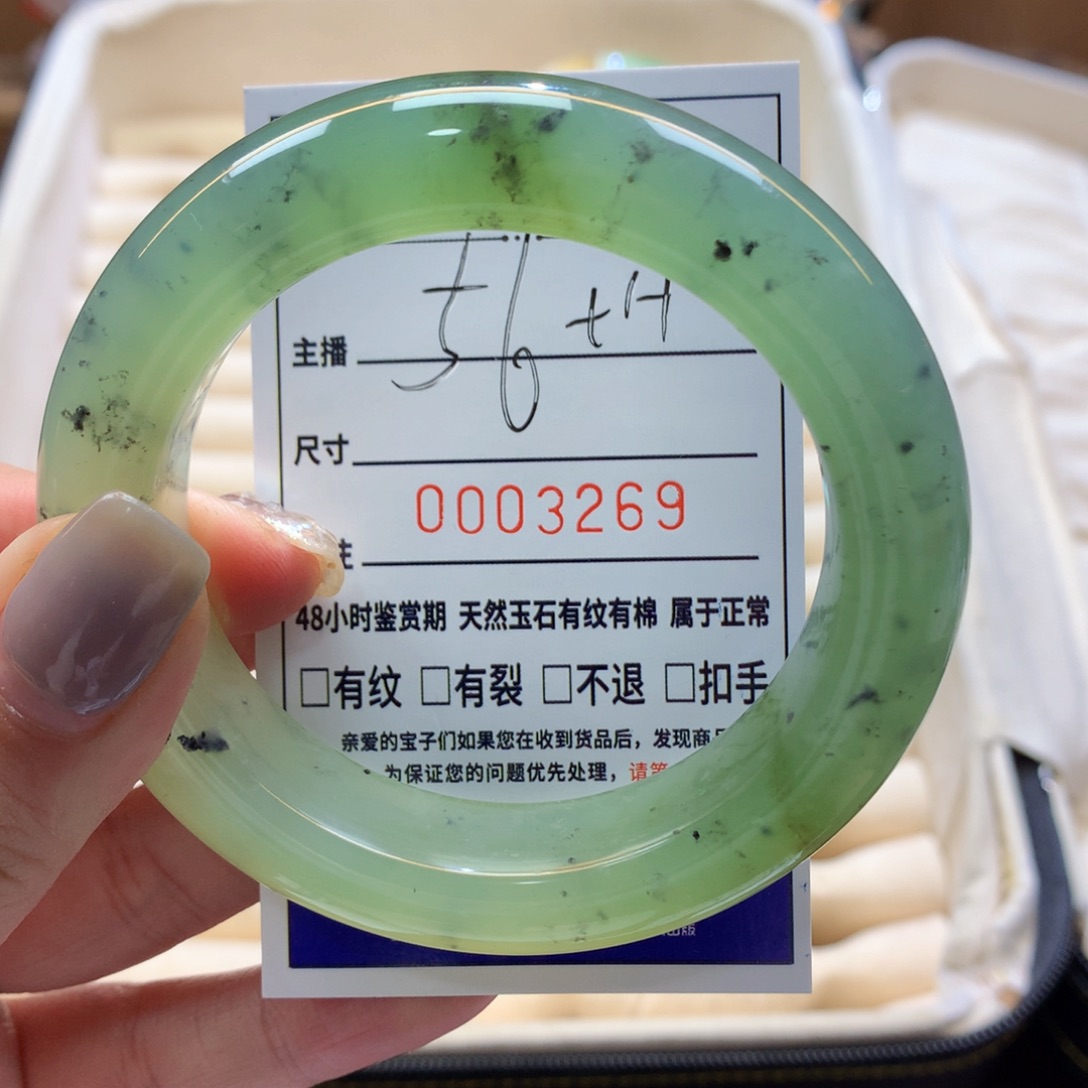 56 +H
主播
尺寸
0003269
注
48小时鉴赏期 天然玉石有纹有棉 属于正常
□有纹 □有裂 □不退 □扣手
亲爱的宝子们如果您在收到货品后，发现商
为保证您的问题优先处理，请